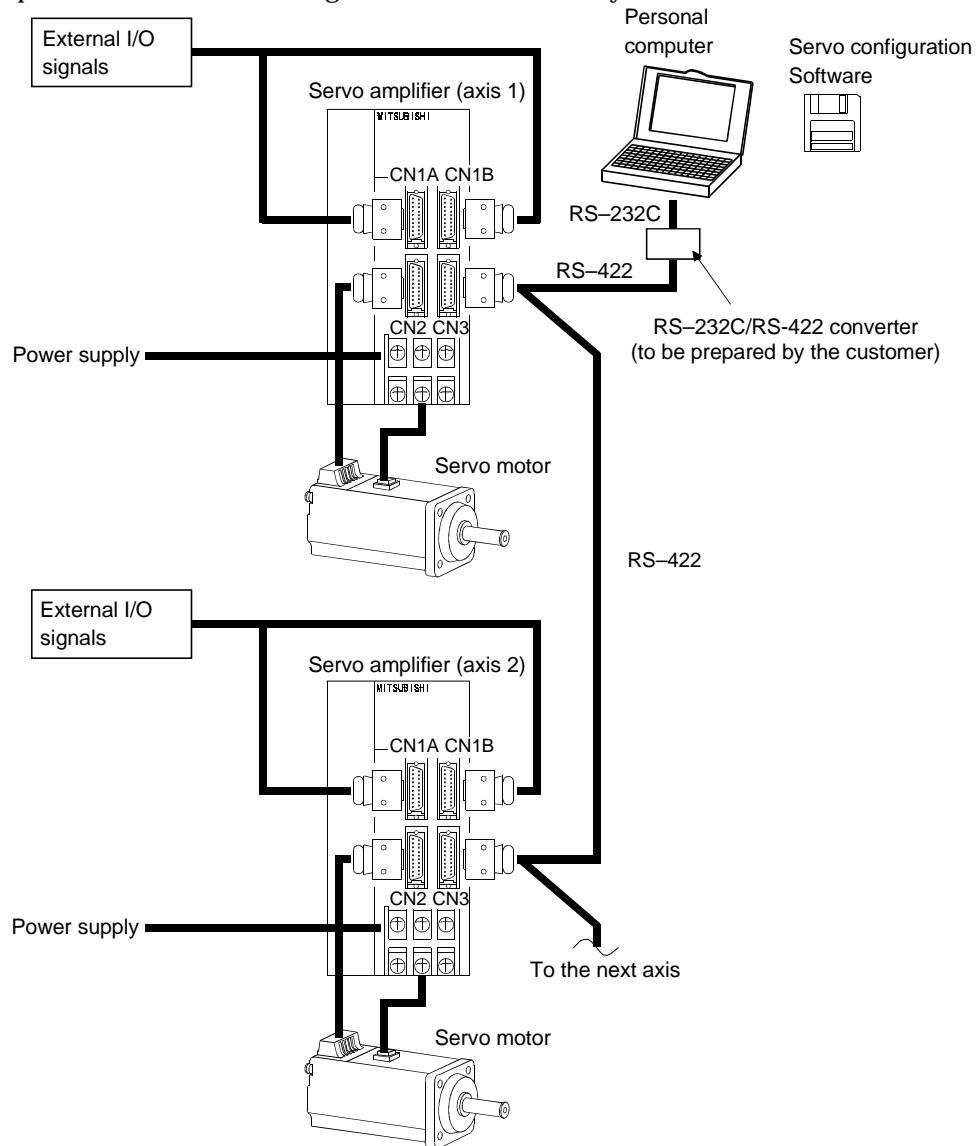 External I/O
signals
Personal
computer
Servo configuration
Software
Servo amplifier (axis 1)
MITSUBISHI
CN1A CN1B
RS–232C
RS–422
CN2 CN3
RS–232C/RS-422 converter
(to be prepared by the customer)
Power supply
Servo motor
RS–422
External I/O
signals
Servo amplifier (axis 2)
MITSUBISHI
CN1A CN1B
CN2 CN3
Power supply
To the next axis
Servo motor